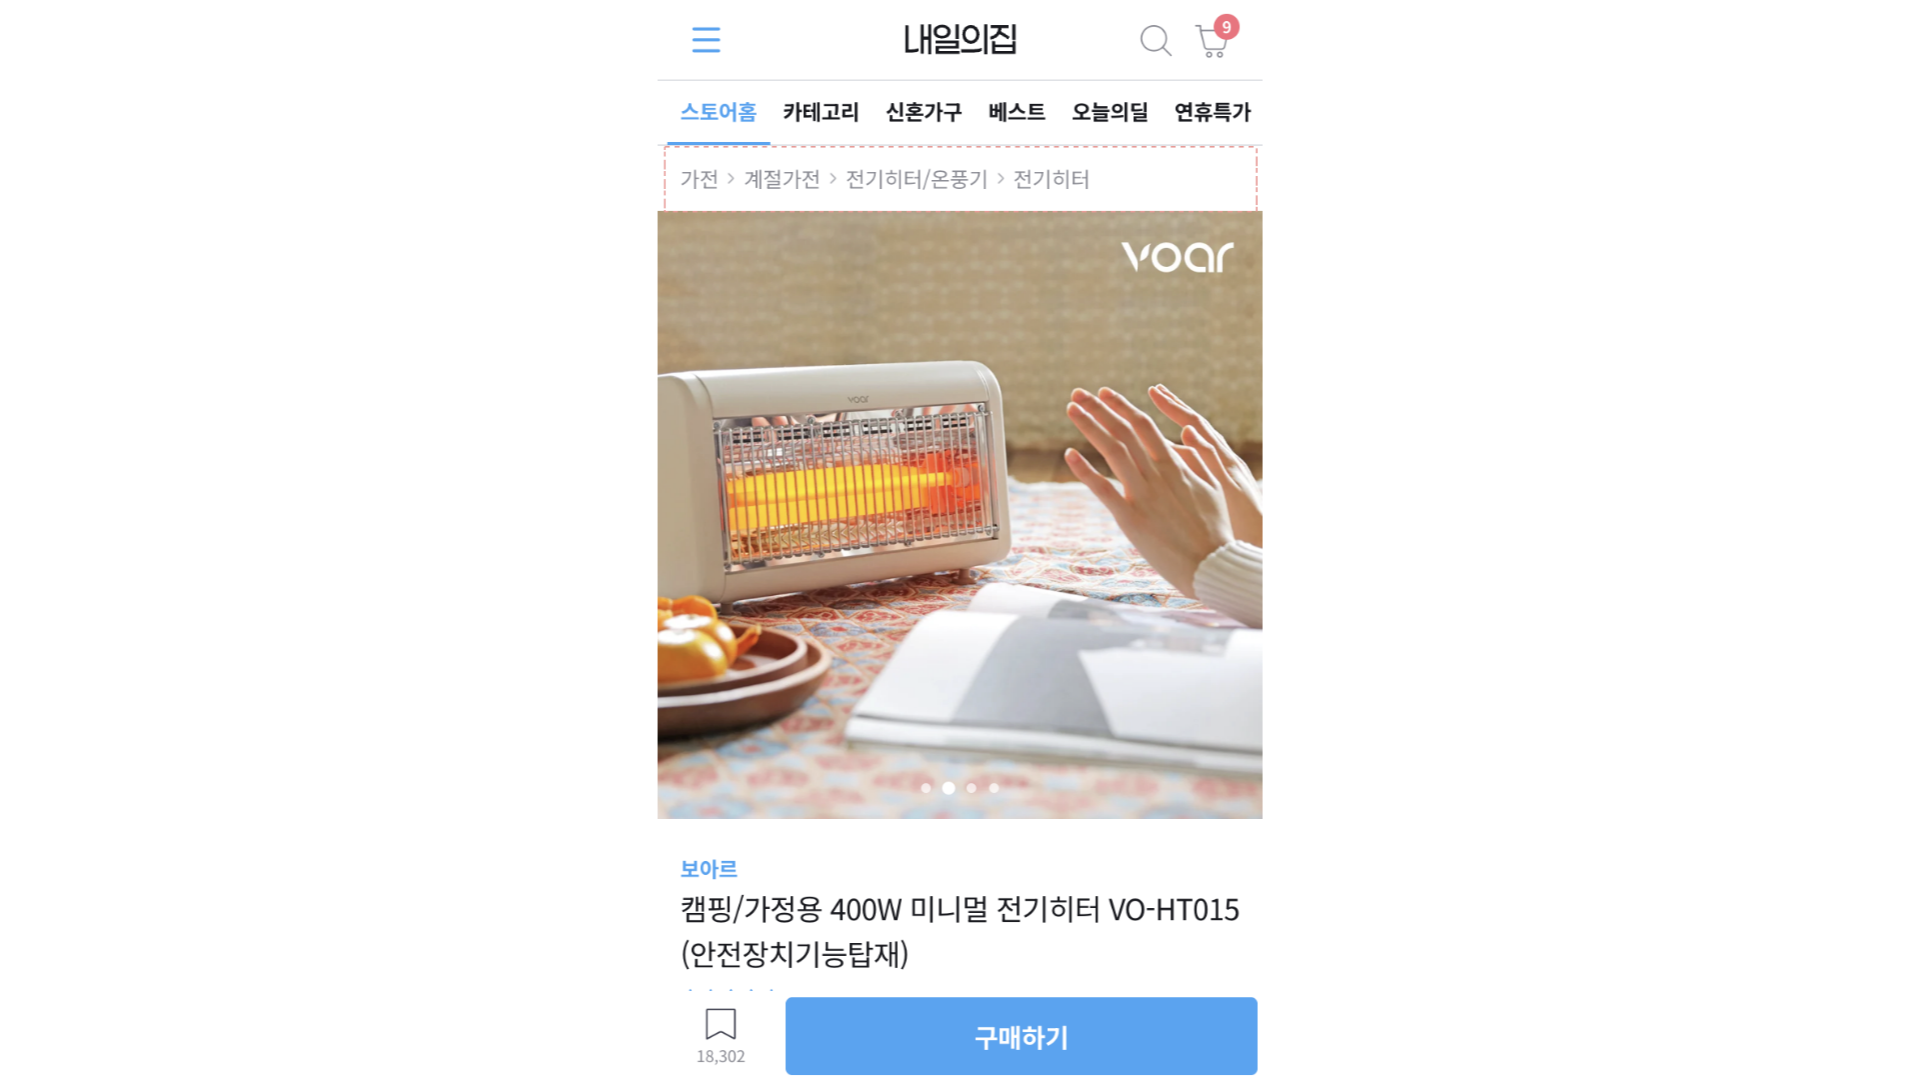 내일의집
9
스토어홈 카테고리 신혼가구 베스트 오늘의딜 연휴특가
가전 > 계절가전 > 전기히터/온풍기 > 전기히터
voar
voar
보아르
캠핑/가정용 400W 미니멀 전기히터 VO-HT015
(안전장치기능탑재)
18,302
구매하기